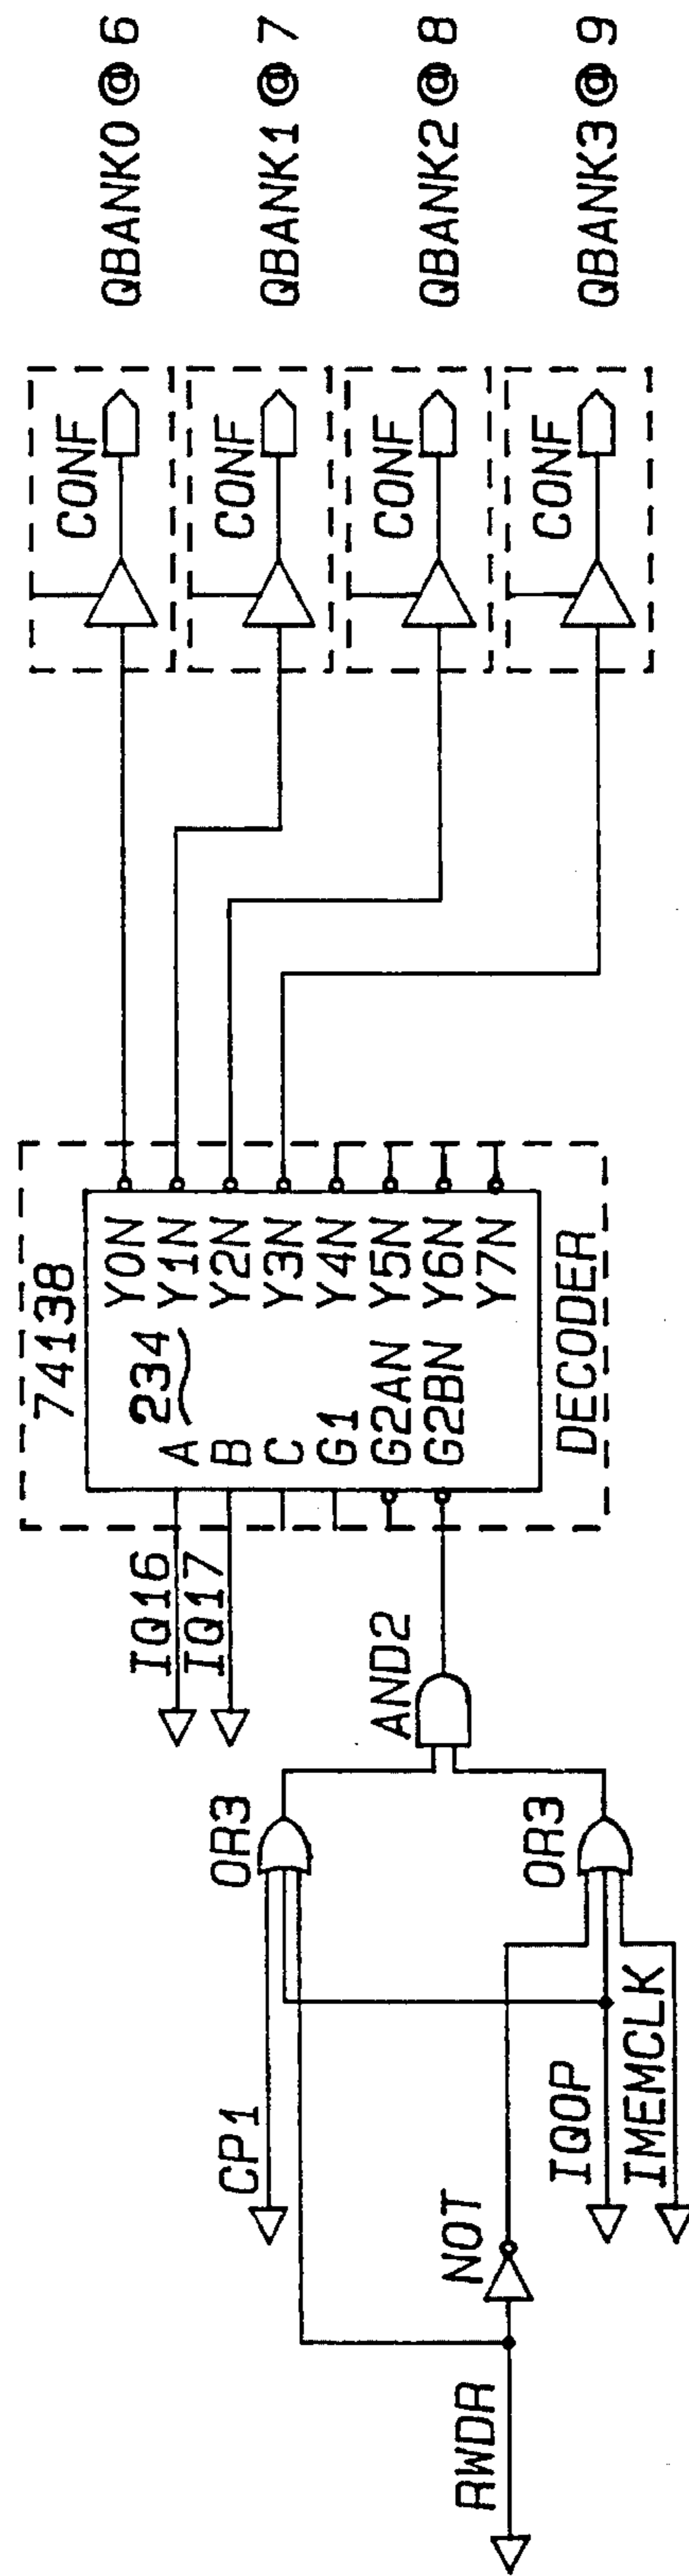 RWDR
NOT
CP1
IQOP
IMEMCLK
OR3
OR3
AND2
IQ16
IQ17
74138
234
A
B
C
G1
G2AN
G2BN
Y0N
Y1N
Y2N
Y3N
Y4N
Y5N
Y6N
Y7N
DECODER
CONF
CONF
CONF
CONF
QBANK0 @ 6
QBANK1 @ 7
QBANK2 @ 8
QBANK3 @ 9